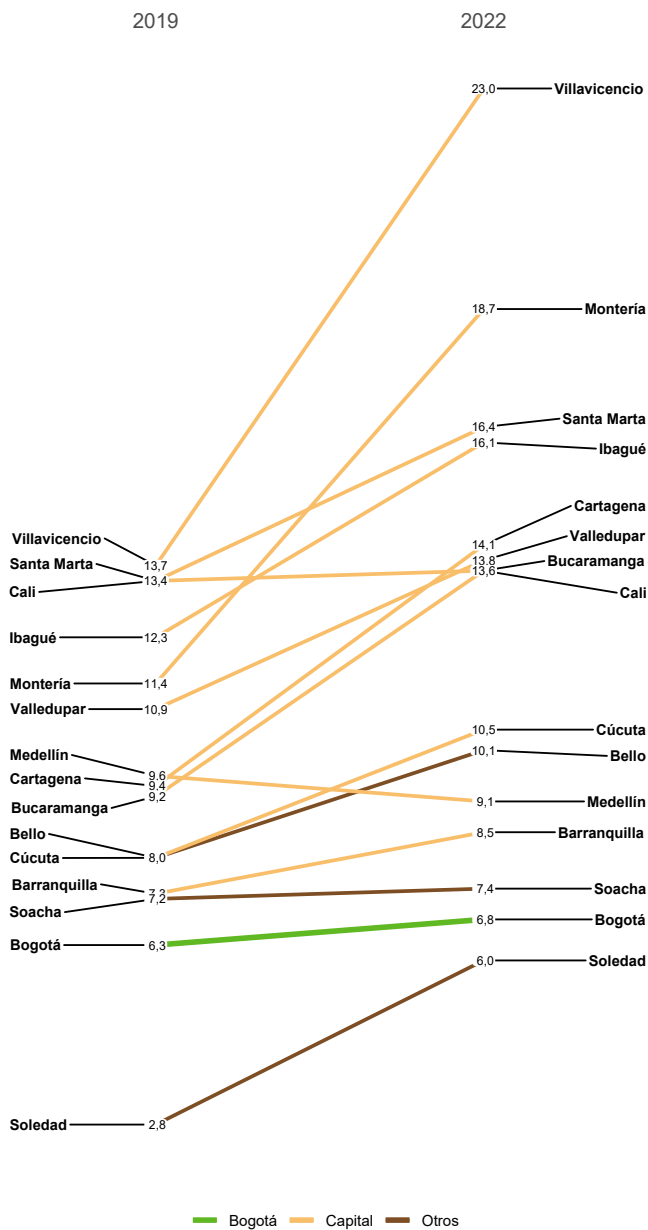 2019 2022
23,0 Villavicencio
18,7 Montería
16,4 Santa Marta
16,1 Ibagué
14,1 Cartagena
13,8 Valledupar
13,6 Bucaramanga
Cali
Villavicencio 13,7
Santa Marta 13,4
Cali
Ibagué 12,3
Montería 11,4
Valledupar 10,9
Medellín 9,6
Cartagena 9,4
Bucaramanga 9,2
Bello
Cúcuta 8,0
Barranquilla 7,3
Soacha 7,2
Bogotá 6,3
Soledad 2,8
10,5 Cúcuta
10,1 Bello
9,1 Medellín
8,5 Barranquilla
7,4 Soacha
6,8 Bogotá
6,0 Soledad
Bogotá Capital Otros